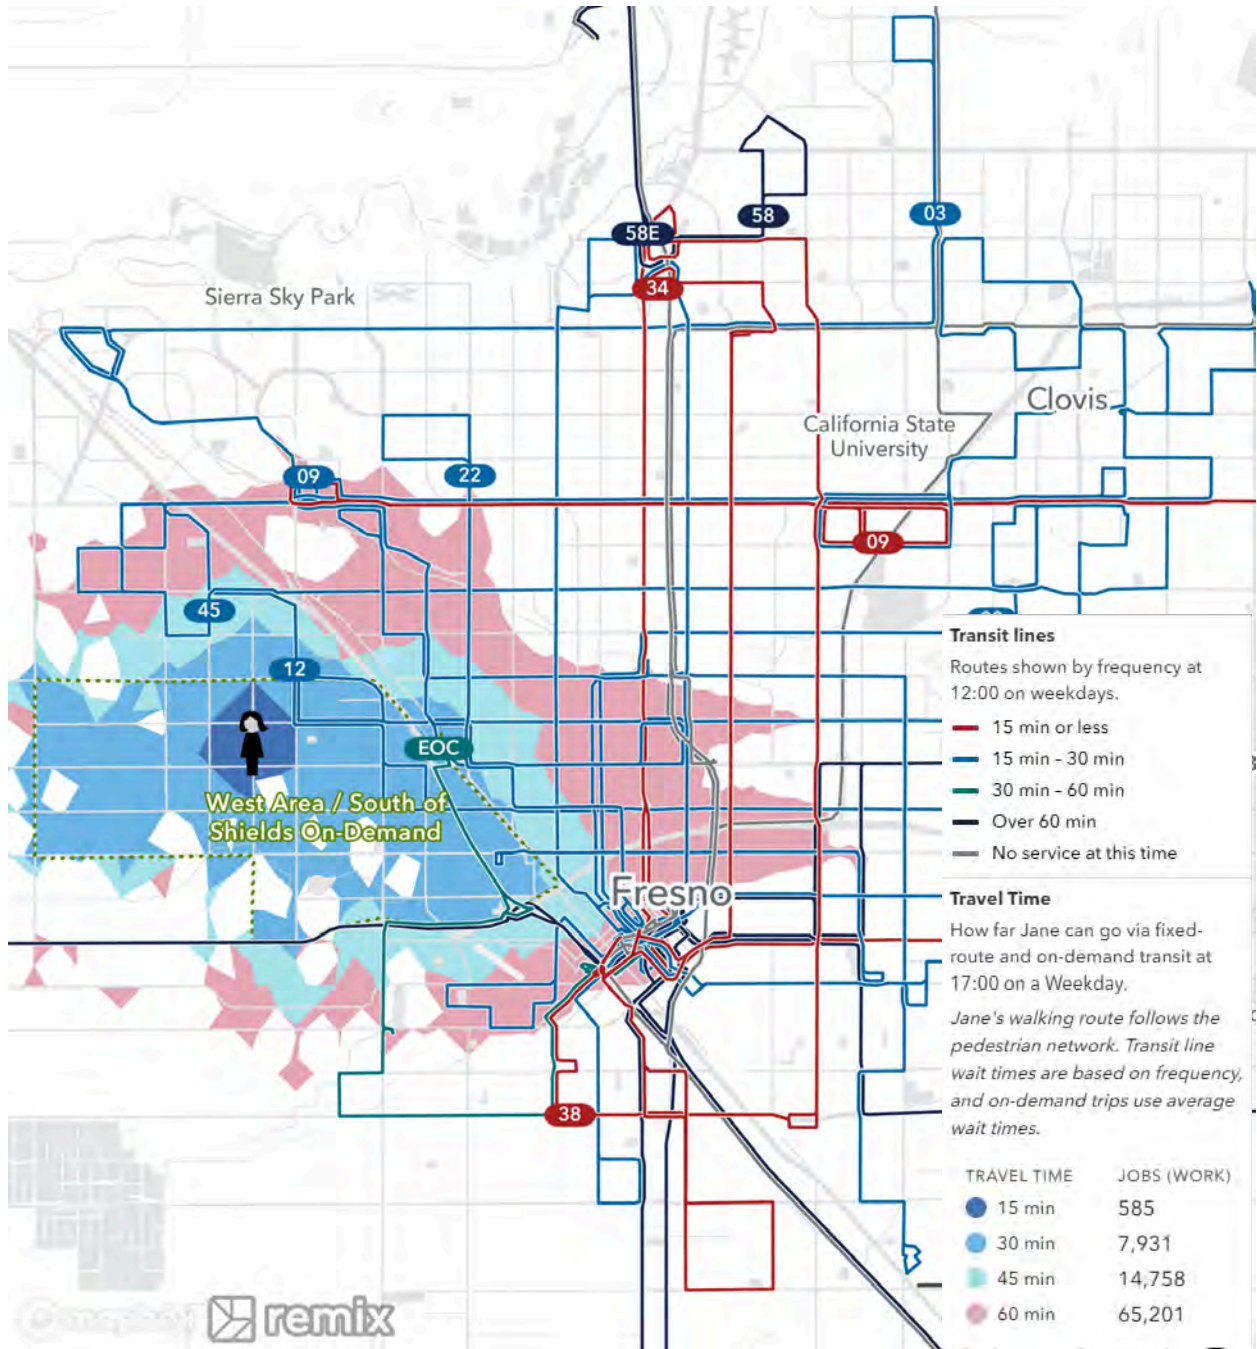 58E
58
03
34
Sierra Sky Park
Clovis
California State
University
09
22
09
45
12
EOC
West Area / South of
Shields On-Demand
Fresno
38
Transit lines
Routes shown by frequency at
12:00 on weekdays.
15 min or less
15 min - 30 min
30 min - 60 min
Over 60 min
No service at this time
Travel Time
How far Jane can go via fixed-
route and on-demand transit at
17:00 on a Weekday.
Jane's walking route follows the
pedestrian network. Transit line
wait times are based on frequency,
and on-demand trips use average
wait times.
TRAVEL TIME JOBS (WORK)
15 min 585
30 min 7,931
45 min 14,758
60 min 65,201
mapbox remix